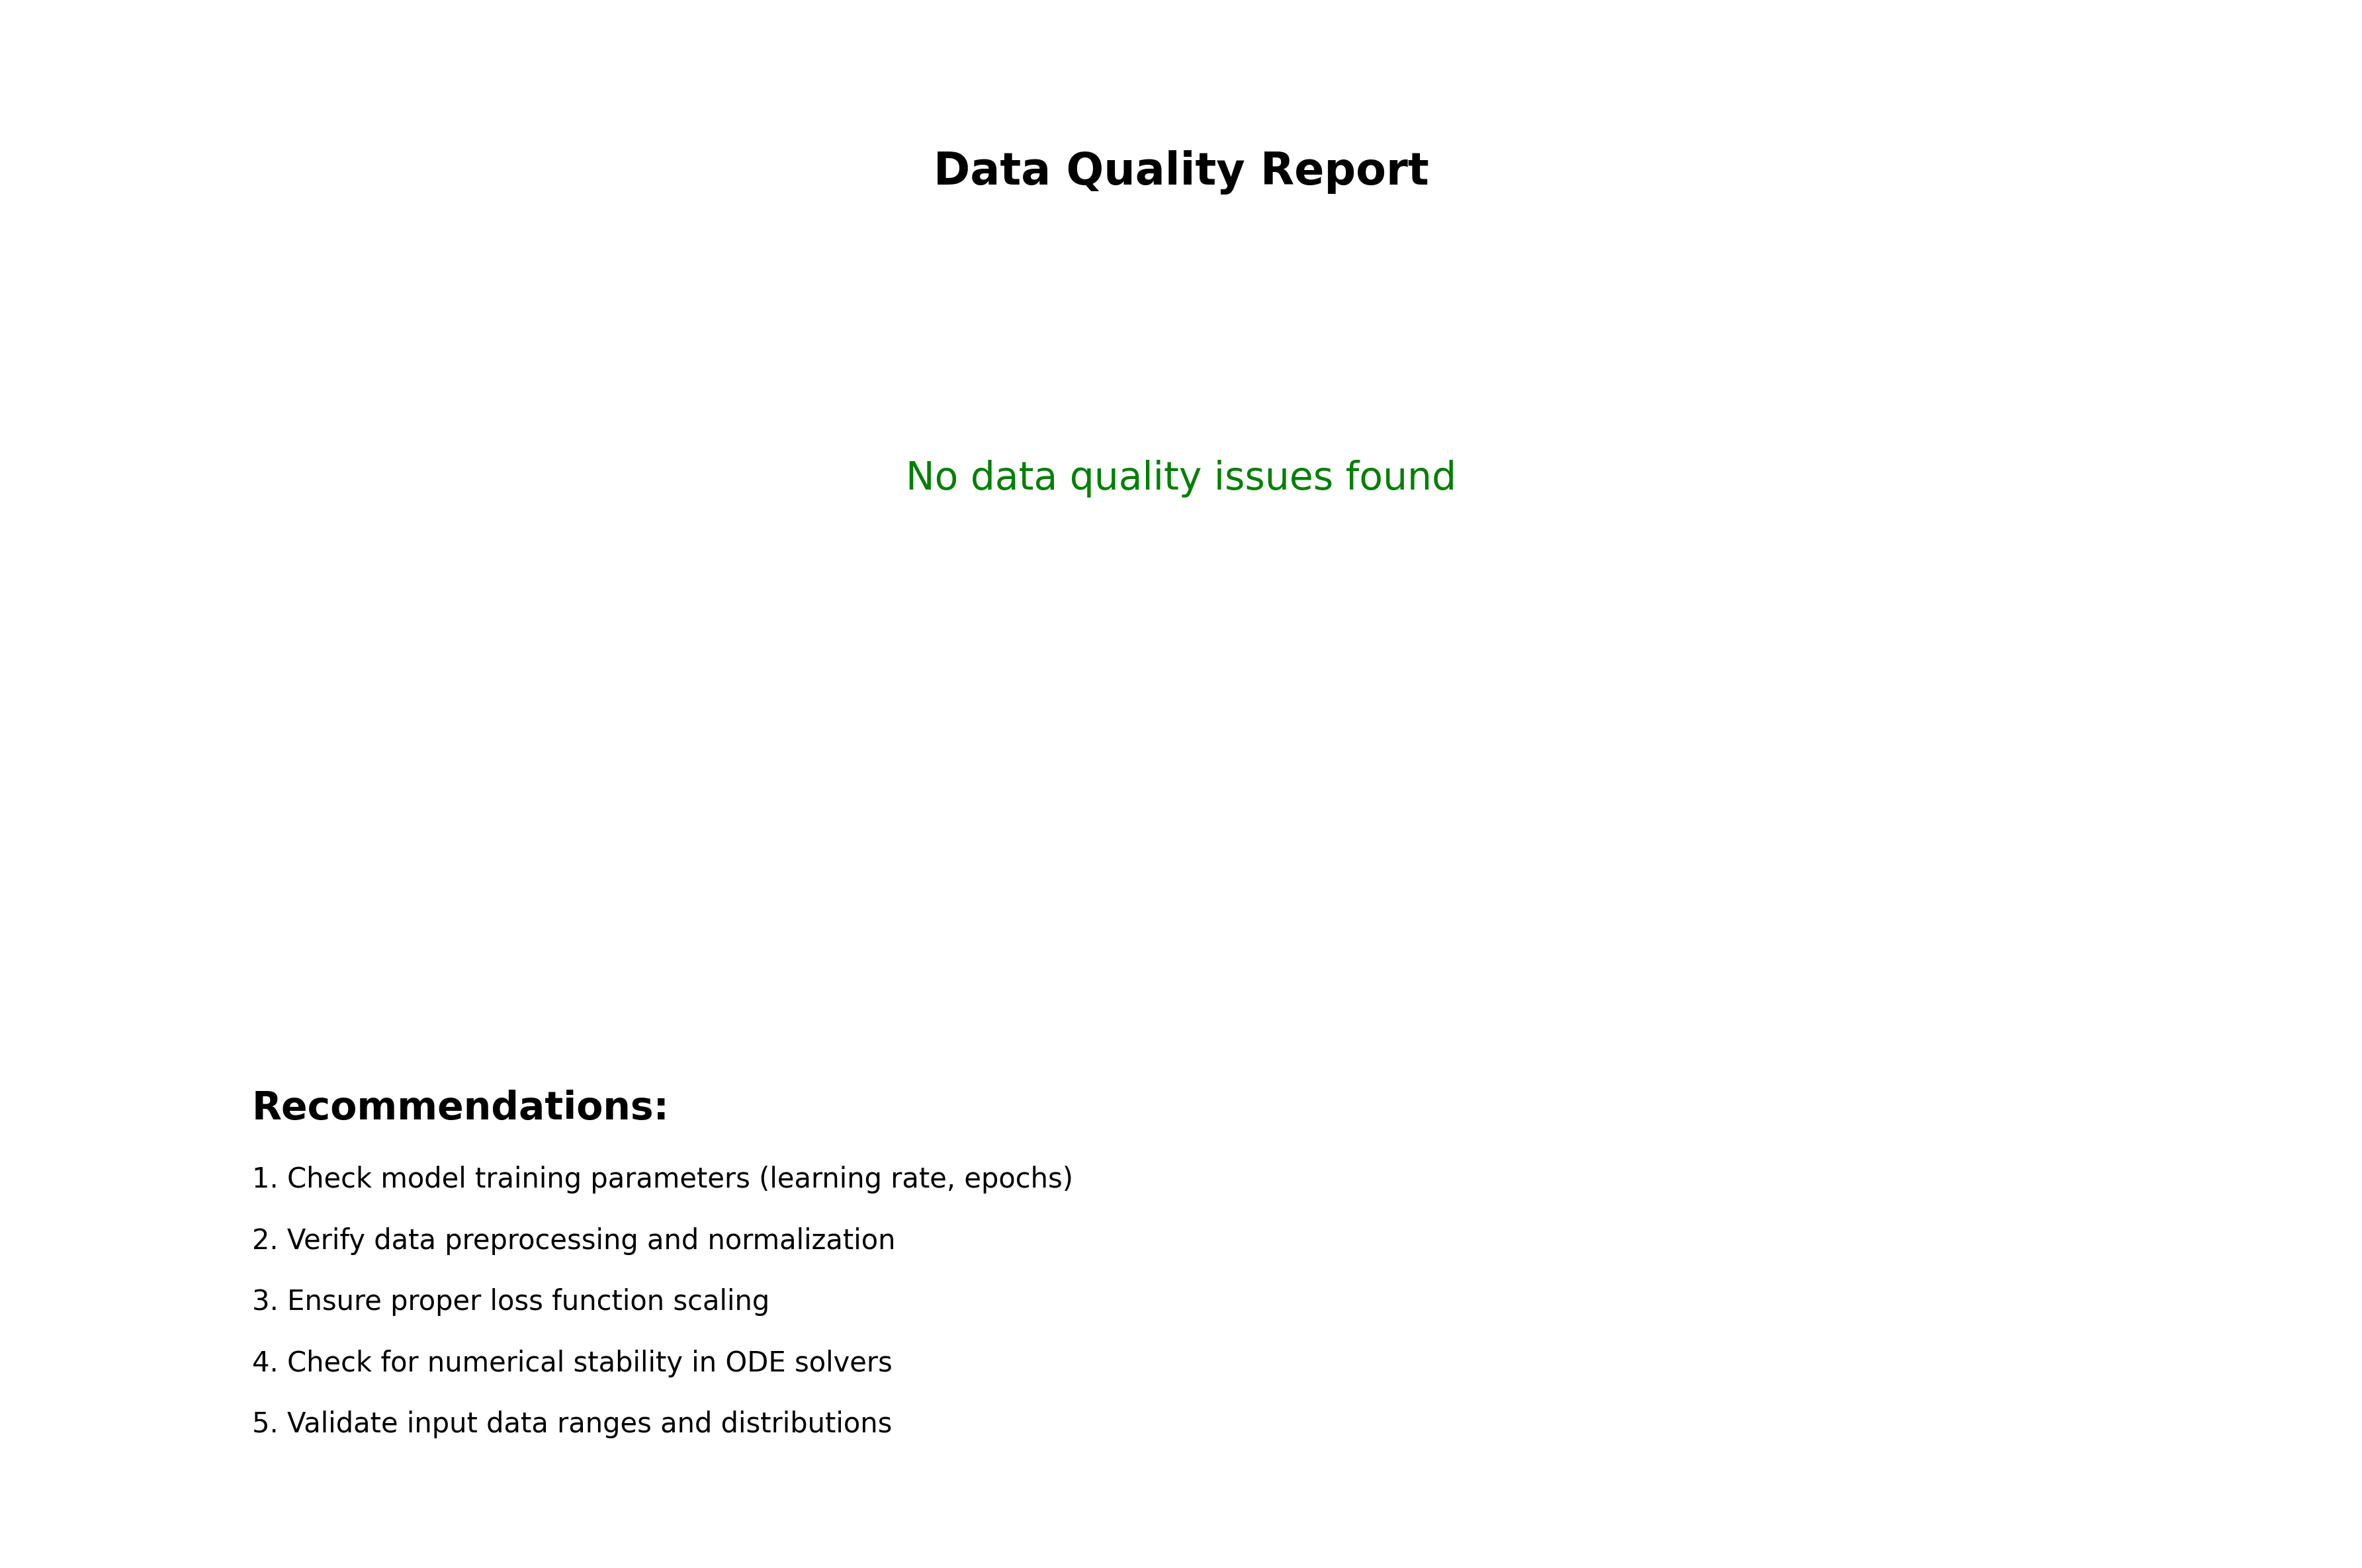 Data Quality Report
No data quality issues found
Recommendations:
1. Check model training parameters (learning rate, epochs)
2. Verify data preprocessing and normalization
3. Ensure proper loss function scaling
4. Check for numerical stability in ODE solvers
5. Validate input data ranges and distributions